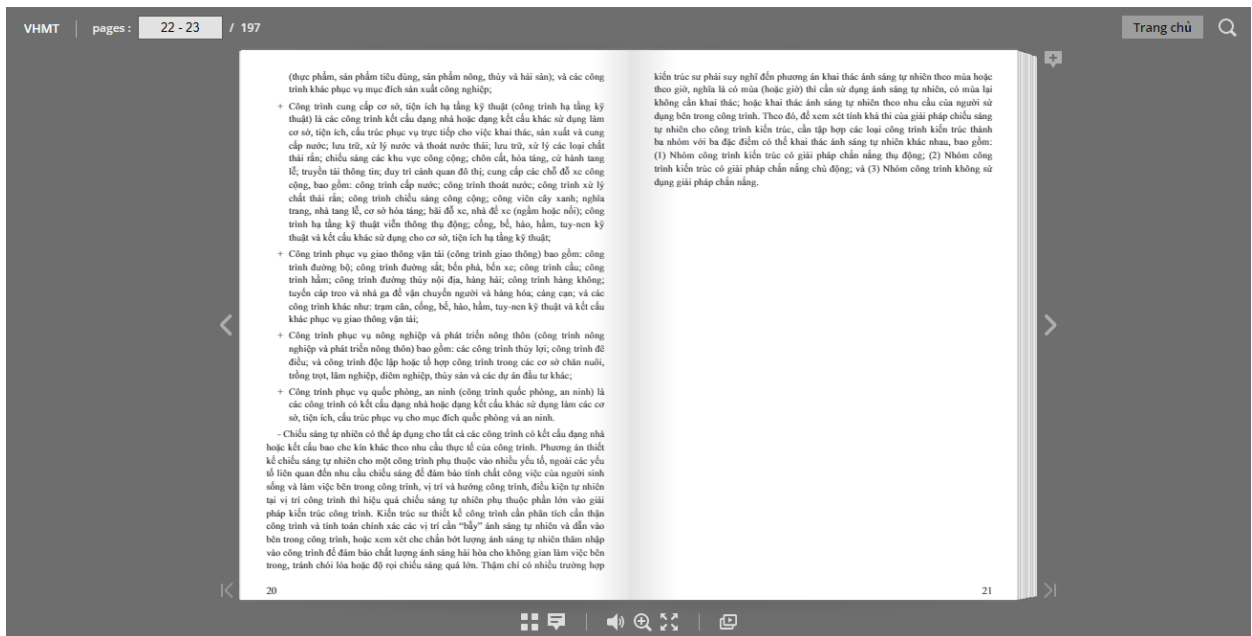 VHMT
pages :
22 - 23
/ 197
Trang chủ
(thực phẩm, sản phẩm tiêu dùng, sản phẩm nông, thủy và hải sản); và các công
trình khác phục vụ mục đích sản xuất công nghiệp;
+ Công trình cung cấp cơ sở, tiện ích hạ tầng kỹ thuật (công trình hạ tầng kỹ
thuật) là các công trình kết cấu dạng nhà hoặc dạng kết cấu khác sử dụng làm
cơ sở, tiện ích, cấu trúc phục vụ trực tiếp cho việc khai thác, sản xuất và cung
cấp nước; lưu trữ, xử lý nước và thoát nước thải; lưu trữ, xử lý các loại chất
thải rắn; chiếu sáng các khu vực công cộng; chôn cất, hỏa táng, cử hành tang
lễ; truyền tải thông tin; duy trì cảnh quan đô thị; cung cấp các chỗ đỗ xe công
cộng, bao gồm: công trình cấp nước; công trình thoát nước; công trình xử lý
chất thải rắn; công trình chiếu sáng công cộng; công viên cây xanh; nghĩa
trang, nhà tang lễ, cơ sở hỏa táng; bãi đỗ xe, nhà để xe (ngầm hoặc nổi); công
trình hạ tầng kỹ thuật viễn thông thụ động; cống, bể, hào, hầm, tuy-nen kỹ
thuật và kết cấu khác sử dụng cho cơ sở, tiện ích hạ tầng kỹ thuật;
+ Công trình phục vụ giao thông vận tải (công trình giao thông) bao gồm: công
trình đường bộ; công trình đường sắt; bến phà, bến xe; công trình cầu; công
trình hầm; công trình đường thủy nội địa, hàng hải; công trình hàng không;
tuyến cáp treo và nhà ga để vận chuyển người và hàng hóa; cảng cạn; và các
công trình khác như: trạm cân, cống, bể, hào, hầm, tuy-nen kỹ thuật và kết cấu
khác phục vụ giao thông vận tải;
+ Công trình phục vụ nông nghiệp và phát triển nông thôn (công trình nông
nghiệp và phát triển nông thôn) bao gồm: các công trình thủy lợi; công trình đê
điều; và công trình độc lập hoặc tổ hợp công trình trong các cơ sở chăn nuôi,
trồng trọt, lâm nghiệp, diêm nghiệp, thủy sản và các dự án đầu tư khác;
+ Công trình phục vụ quốc phòng, an ninh (công trình quốc phòng, an ninh) là
các công trình có kết cấu dạng nhà hoặc dạng kết cấu khác sử dụng làm các cơ
sở, tiện ích, cấu trúc phục vụ cho mục đích quốc phòng và an ninh.
- Chiếu sáng tự nhiên có thể áp dụng cho tất cả các công trình có kết cấu dạng nhà
hoặc kết cấu bao che kín khác theo nhu cầu thực tế của công trình. Phương án thiết
kế chiếu sáng tự nhiên cho một công trình phụ thuộc vào nhiều yếu tố, ngoài các yếu
tố liên quan đến nhu cầu chiếu sáng để đảm bảo tính chất công việc của người sinh
sống và làm việc bên trong công trình, vị trí và hướng công trình, điều kiện tự nhiên
tại vị trí công trình thì hiệu quả chiếu sáng tự nhiên phụ thuộc phần lớn vào giải
pháp kiến trúc công trình. Kiến trúc sư thiết kế công trình cần phân tích cẩn thận
công trình và tính toán chính xác các vị trí cần “bẫy” ánh sáng tự nhiên và dẫn vào
bên trong công trình, hoặc xem xét che chắn bớt lượng ánh sáng tự nhiên thâm nhập
vào công trình để đảm bảo chất lượng ánh sáng hài hòa cho không gian làm việc bên
trong, tránh chói lóa hoặc độ rọi chiếu sáng quá lớn. Thậm chí có nhiều trường hợp
20
kiến trúc sư phải suy nghĩ đến phương án khai thác ánh sáng tự nhiên theo mùa hoặc
theo giờ, nghĩa là có mùa (hoặc giờ) thì cần sử dụng ánh sáng tự nhiên, có mùa lại
không cần khai thác; hoặc khai thác ánh sáng tự nhiên theo nhu cầu của người sử
dụng bên trong công trình. Theo đó, để xem xét tính khả thi của giải pháp chiếu sáng
tự nhiên cho công trình kiến trúc, cần tập hợp các loại công trình kiến trúc thành
ba nhóm với ba đặc điểm có thể khai thác ánh sáng tự nhiên khác nhau, bao gồm:
(1) Nhóm công trình kiến trúc có giải pháp chắn nắng thụ động; (2) Nhóm công
trình kiến trúc có giải pháp chắn nắng chủ động; và (3) Nhóm công trình không sử
dụng giải pháp chắn nắng.
21